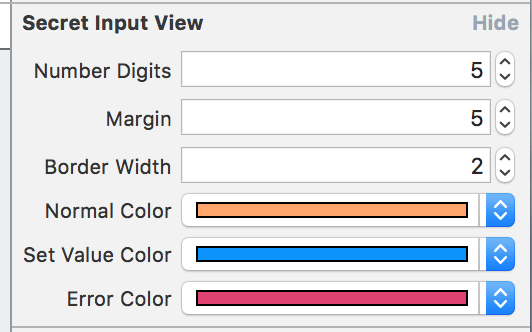 Secret Input View Hide
Number Digits 5
Margin 5
Border Width 2
Normal Color
Set Value Color
Error Color